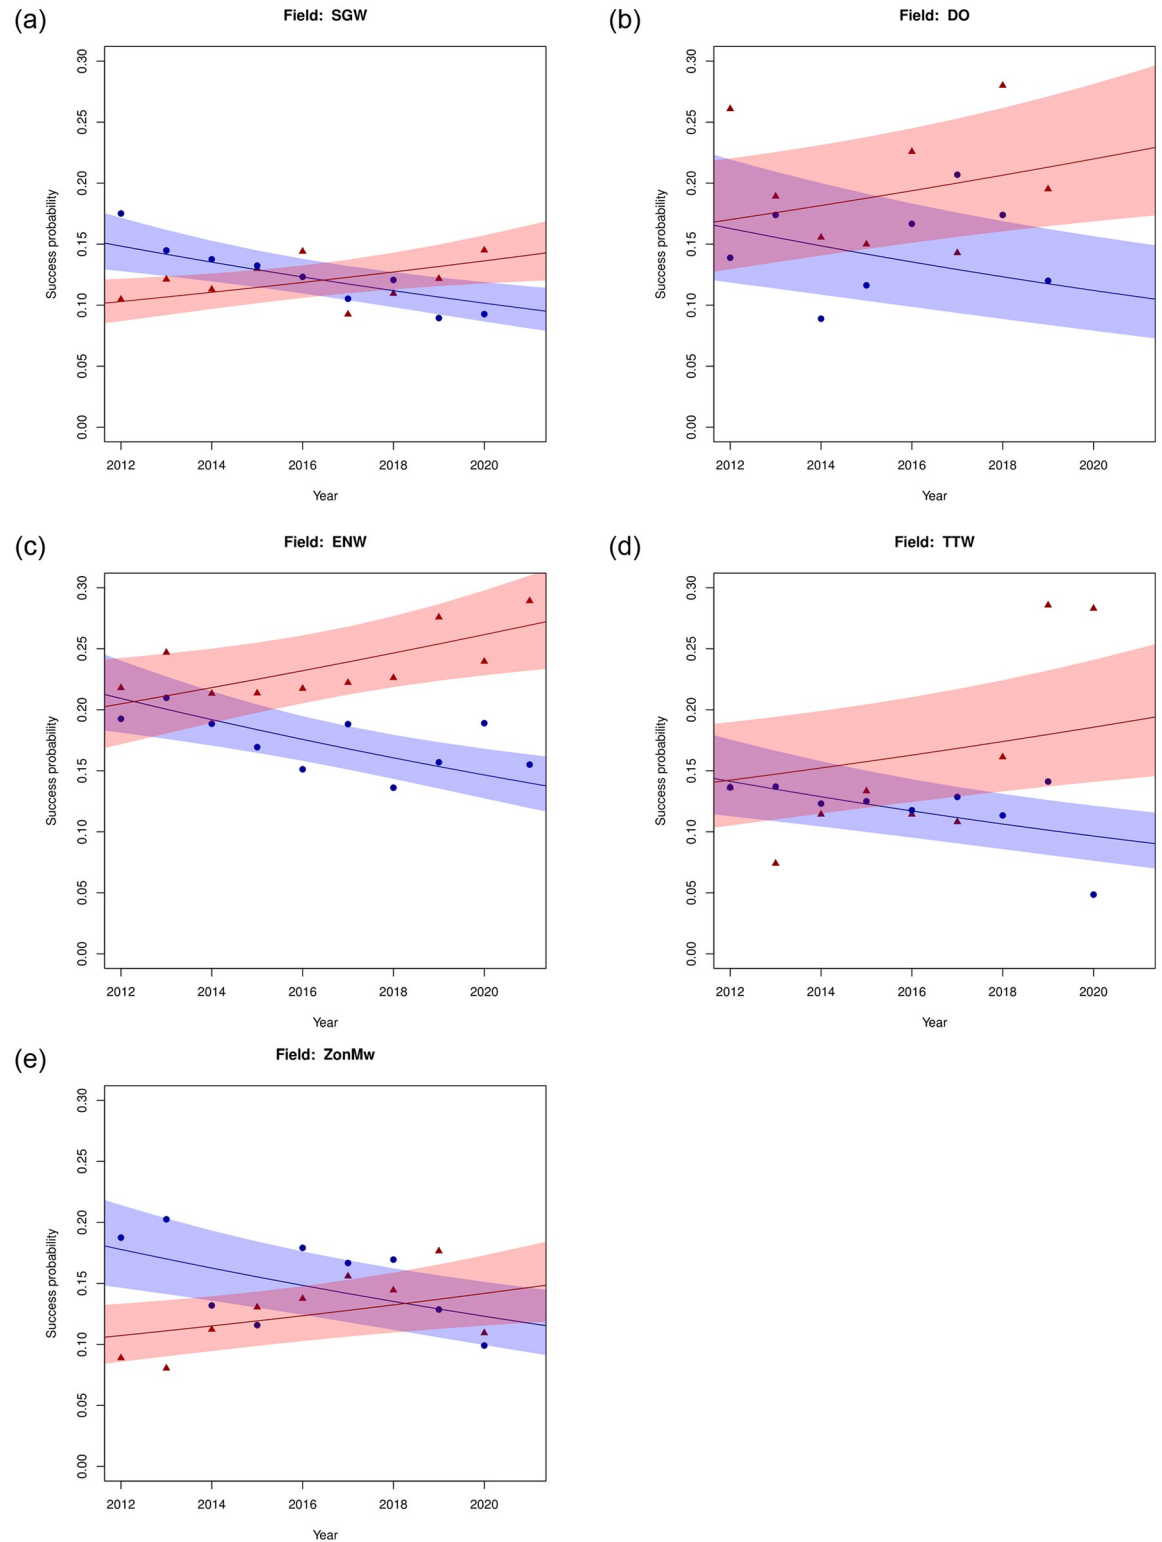 (a)
Field: SGW
Success probability
0.30
0.25
0.20
0.15
0.10
0.05
0.00
2012 2014 2016 2018 2020
Year
(b)
Field: DO
Success probability
0.30
0.25
0.20
0.15
0.10
0.05
0.00
2012 2014 2016 2018 2020
Year
(c)
Field: ENW
Success probability
0.30
0.25
0.20
0.15
0.10
0.05
0.00
2012 2014 2016 2018 2020
Year
(d)
Field: TTW
Success probability
0.30
0.25
0.20
0.15
0.10
0.05
0.00
2012 2014 2016 2018 2020
Year
(e)
Field: ZonMw
Success probability
0.30
0.25
0.20
0.15
0.10
0.05
0.00
2012 2014 2016 2018 2020
Year